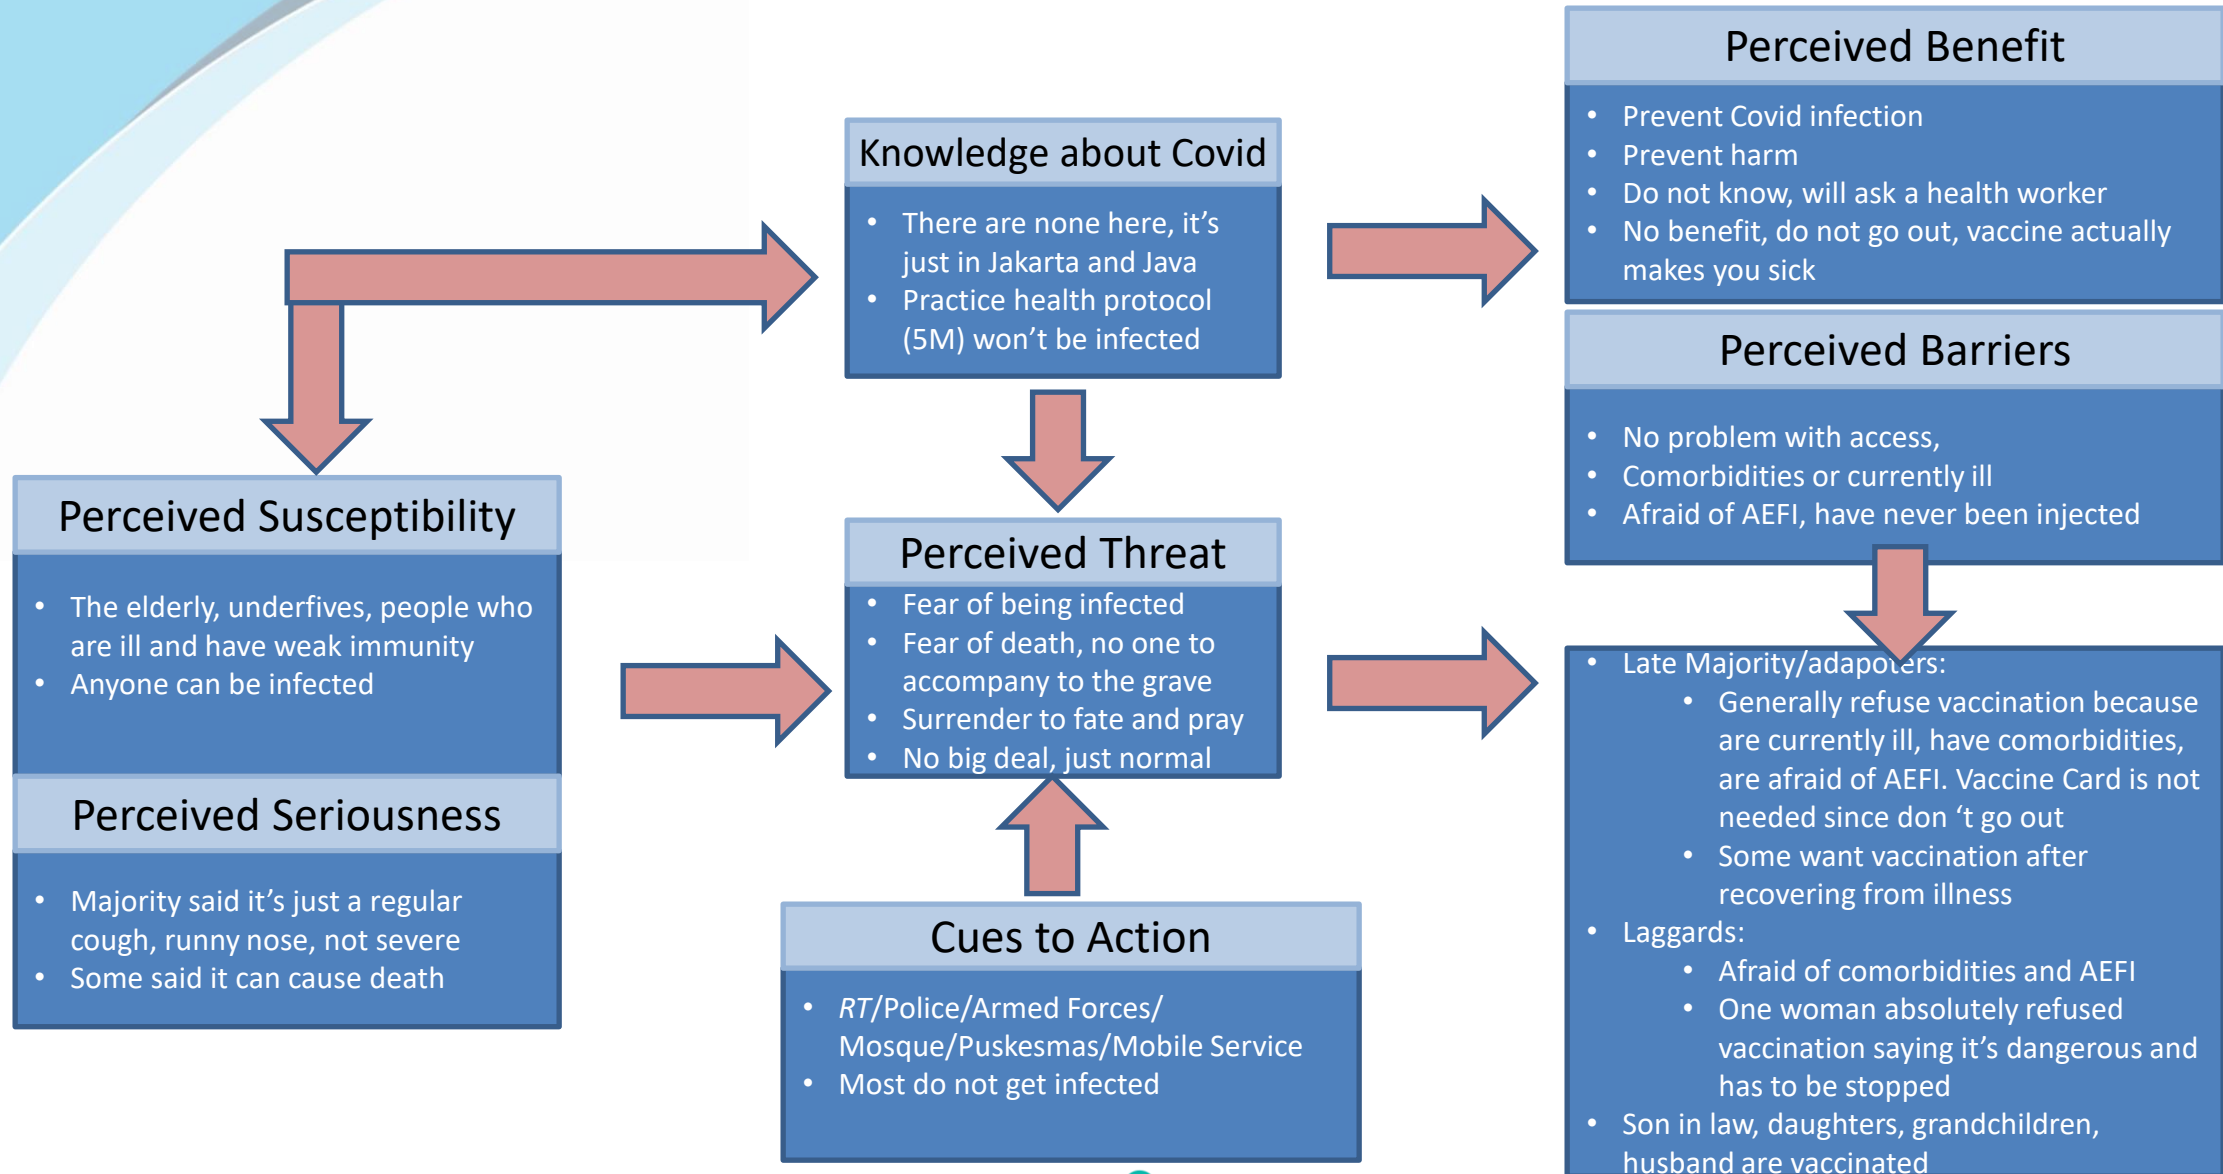 Perceived Benefit
• Prevent Covid infection
• Prevent harm
• Do not know, will ask a health worker
• No benefit, do not go out, vaccine actually
makes you sick
Knowledge about Covid
• There are none here, it's
just in Jakarta and Java
• Practice health protocol
(5M) won't be infected
Perceived Barriers
• No problem with access,
• Comorbidities or currently ill
• Afraid of AEFI, have never been injected
Perceived Susceptibility
• The elderly, underfives, people who
are ill and have weak immunity
• Anyone can be infected
Perceived Seriousness
• Majority said it's just a regular
cough, runny nose, not severe
• Some said it can cause death
Perceived Threat
• Fear of being infected
• Fear of death, no one to
accompany to the grave
• Surrender to fate and pray
• No big deal, just normal
Cues to Action
• RT/Police/Armed Forces/
Mosque/Puskesmas/Mobile Service
• Most do not get infected
• Late Majority/adapoters:
• Generally refuse vaccination because
are currently ill, have comorbidities,
are afraid of AEFI. Vaccine Card is not
needed since don 't go out
• Some want vaccination after
recovering from illness
• Laggards:
• Afraid of comorbidities and AEFI
• One woman absolutely refused
vaccination saying it's dangerous and
has to be stopped
• Son in law, daughters, grandchildren,
husband are vaccinated